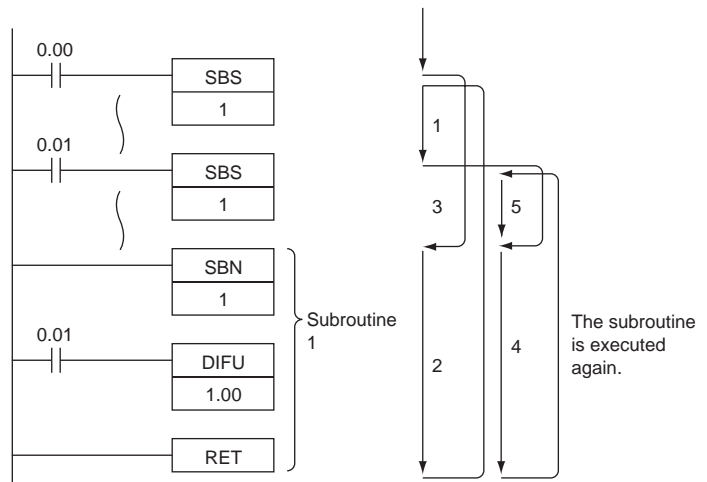 0.00
SBS
1
0.01
SBS
1
SBN
1
Subroutine
1
0.01
DIFU
1.00
RET
1
3
5
2
4
The subroutine
is executed
again.